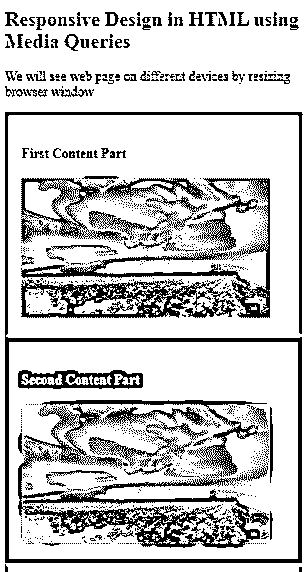 Responsive Design in HTML using
Media Queries
We will see web page on different devices by resizing
browser window
First Content Part
Second Content Part